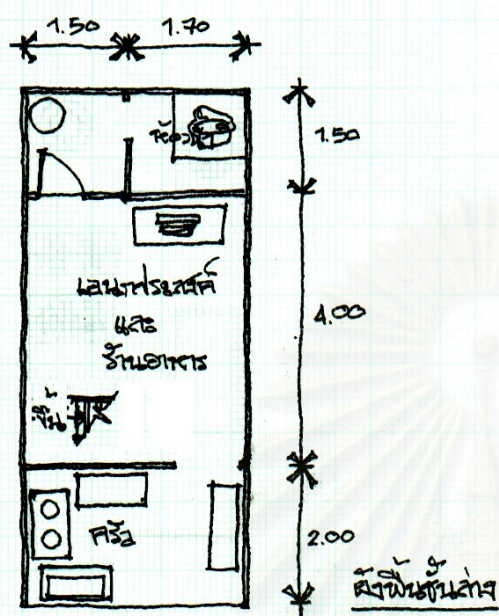 1.50 1.70
ห้องน้ำ
1.50
เอนกประสงค์
และ
ร้านอาหาร
4.00
ขึ้น
ครัว
2.00
ผังพื้นชั้นล่าง